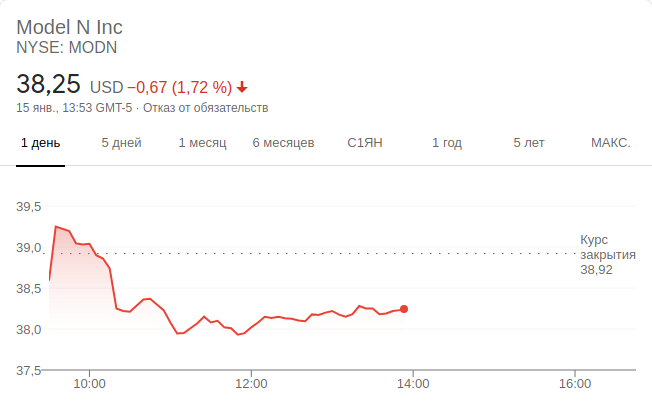 Model N Inc
NYSE: MODN
38,25 USD −0,67 (1,72 %)
15 янв., 13:53 GMT-5 · Отказ от обязательств
1 день 5 дней 1 месяц 6 месяцев С1ЯН 1 год 5 лет МАКС.
39,5
39,0
38,5
38,0
37,5
Курс
закрытия
38,92
10:00 12:00 14:00 16:00